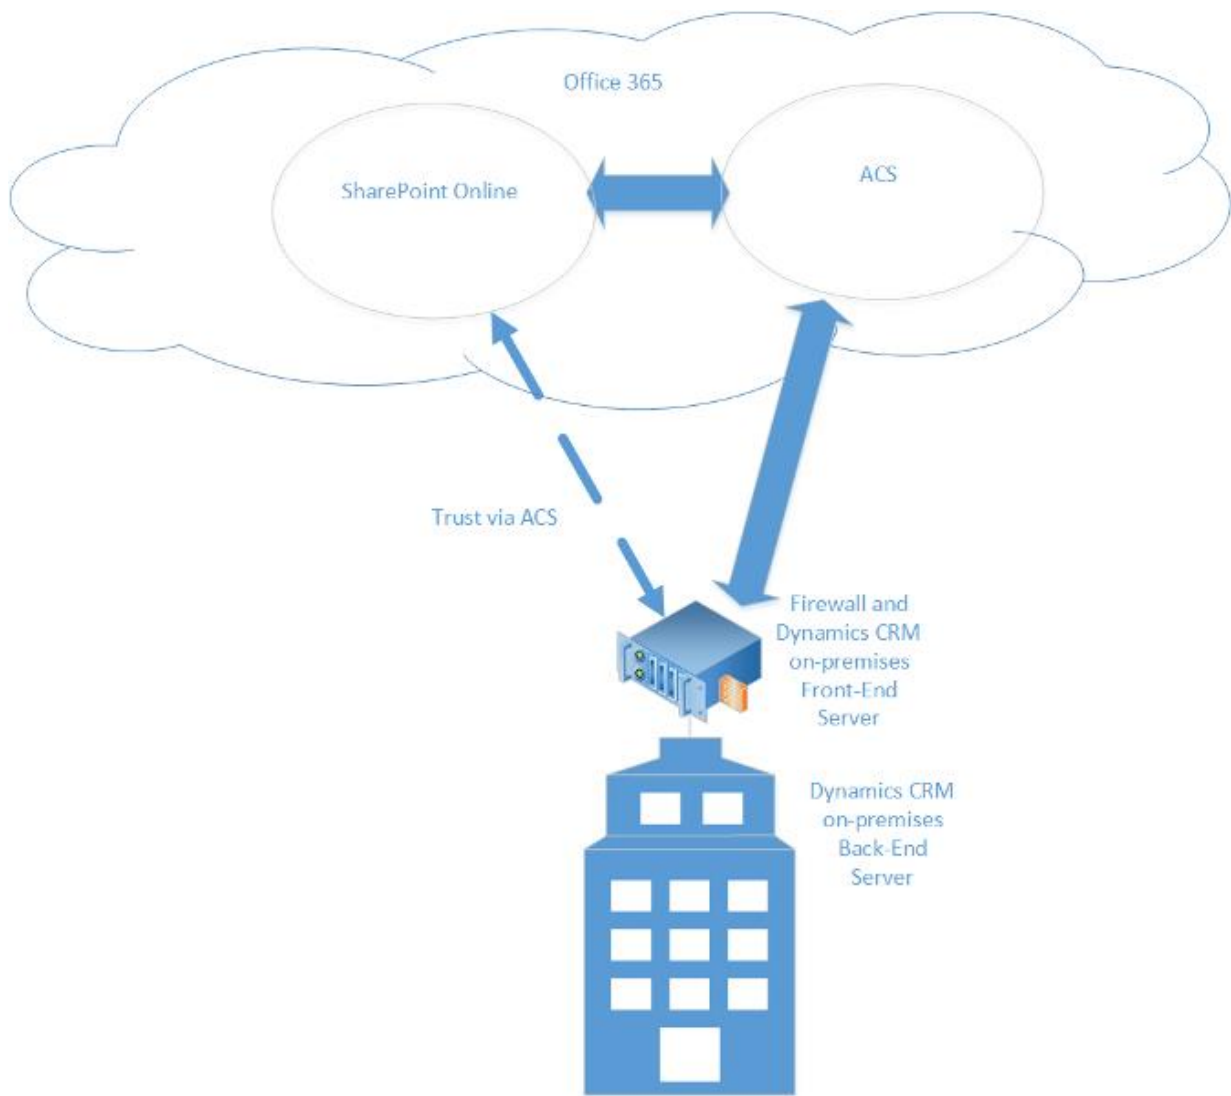 Office 365
SharePoint Online
ACS
Trust via ACS
Firewall and
Dynamics CRM
on-premises
Front-End
Server
Dynamics CRM
on-premises
Back-End
Server